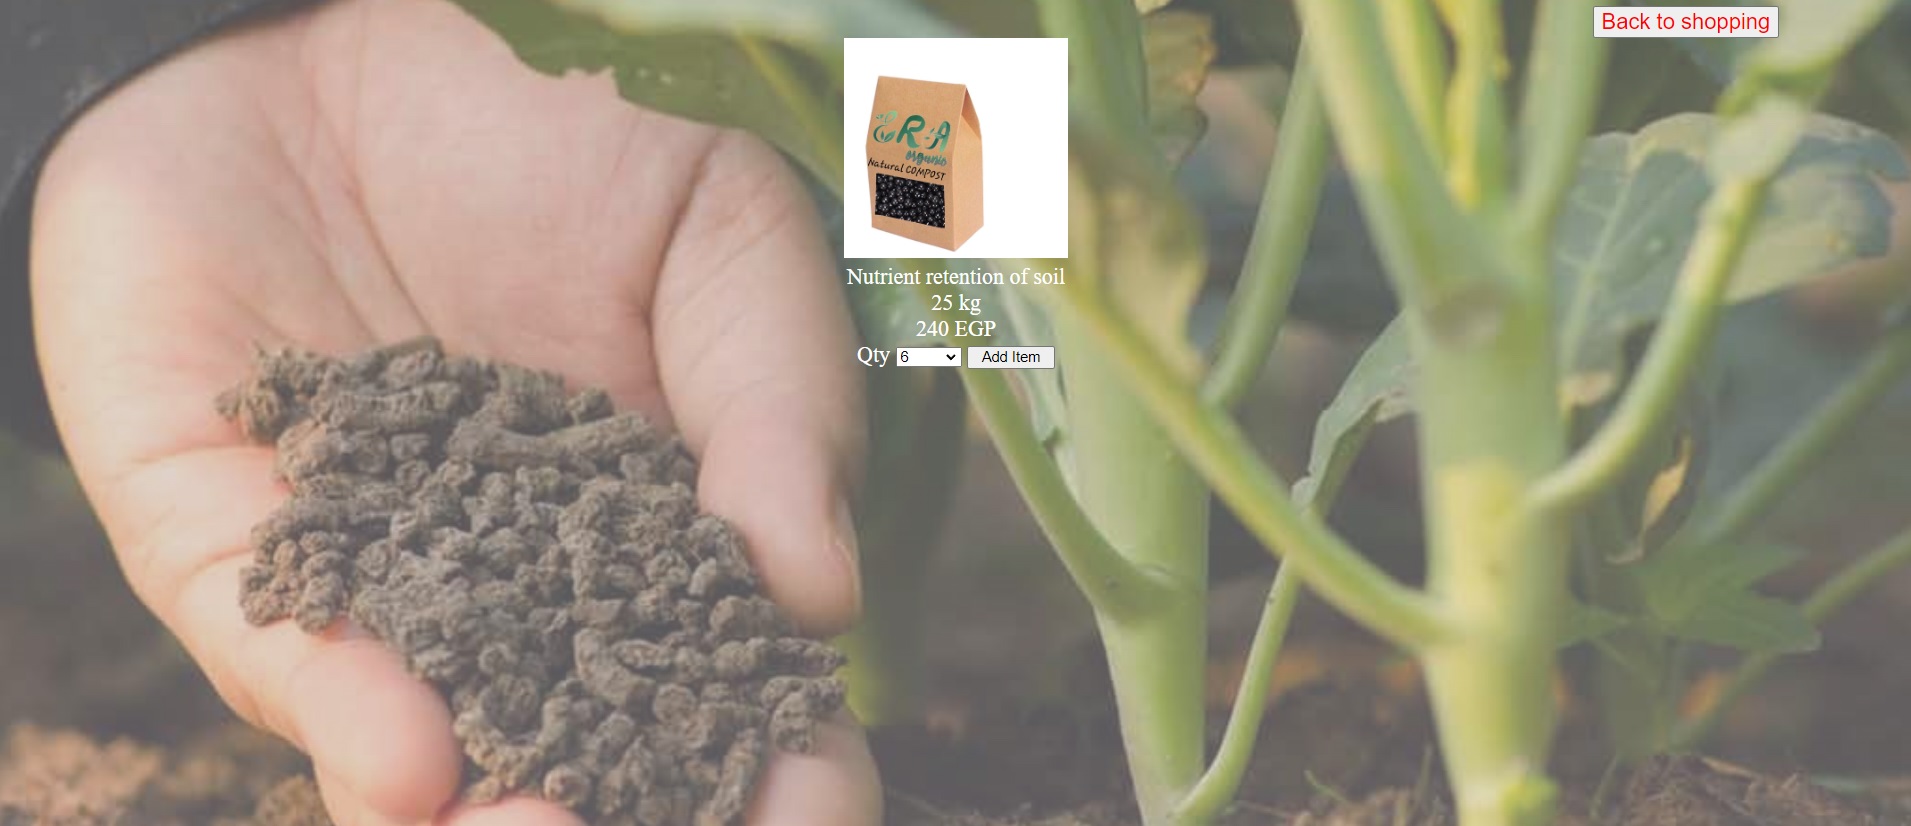 Back to shopping
ERA
organic
Natural COMPOST
Nutrient retention of soil
25 kg
240 EGP
Qty 6 Add Item